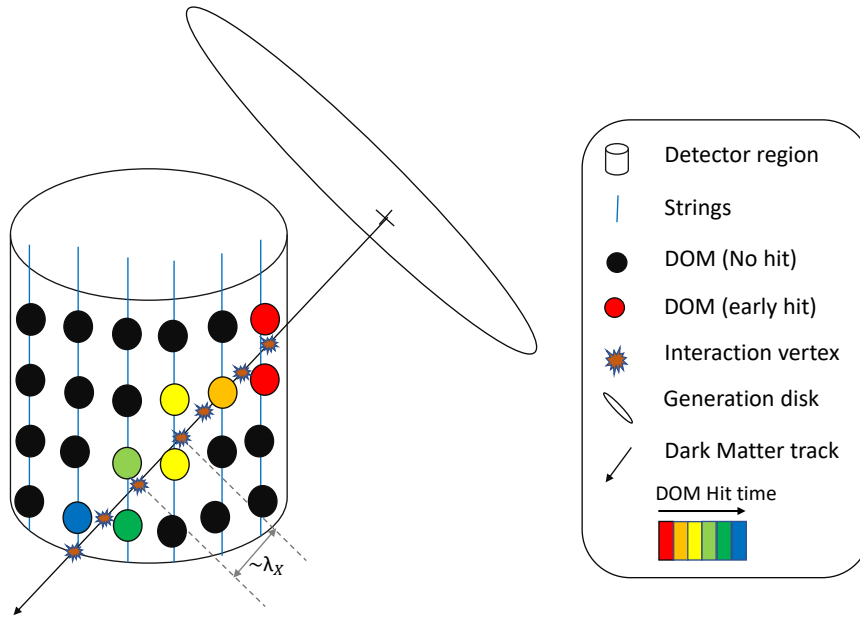 ~λX
Detector region
Strings
DOM (No hit)
DOM (early hit)
Interaction vertex
Generation disk
Dark Matter track
DOM Hit time